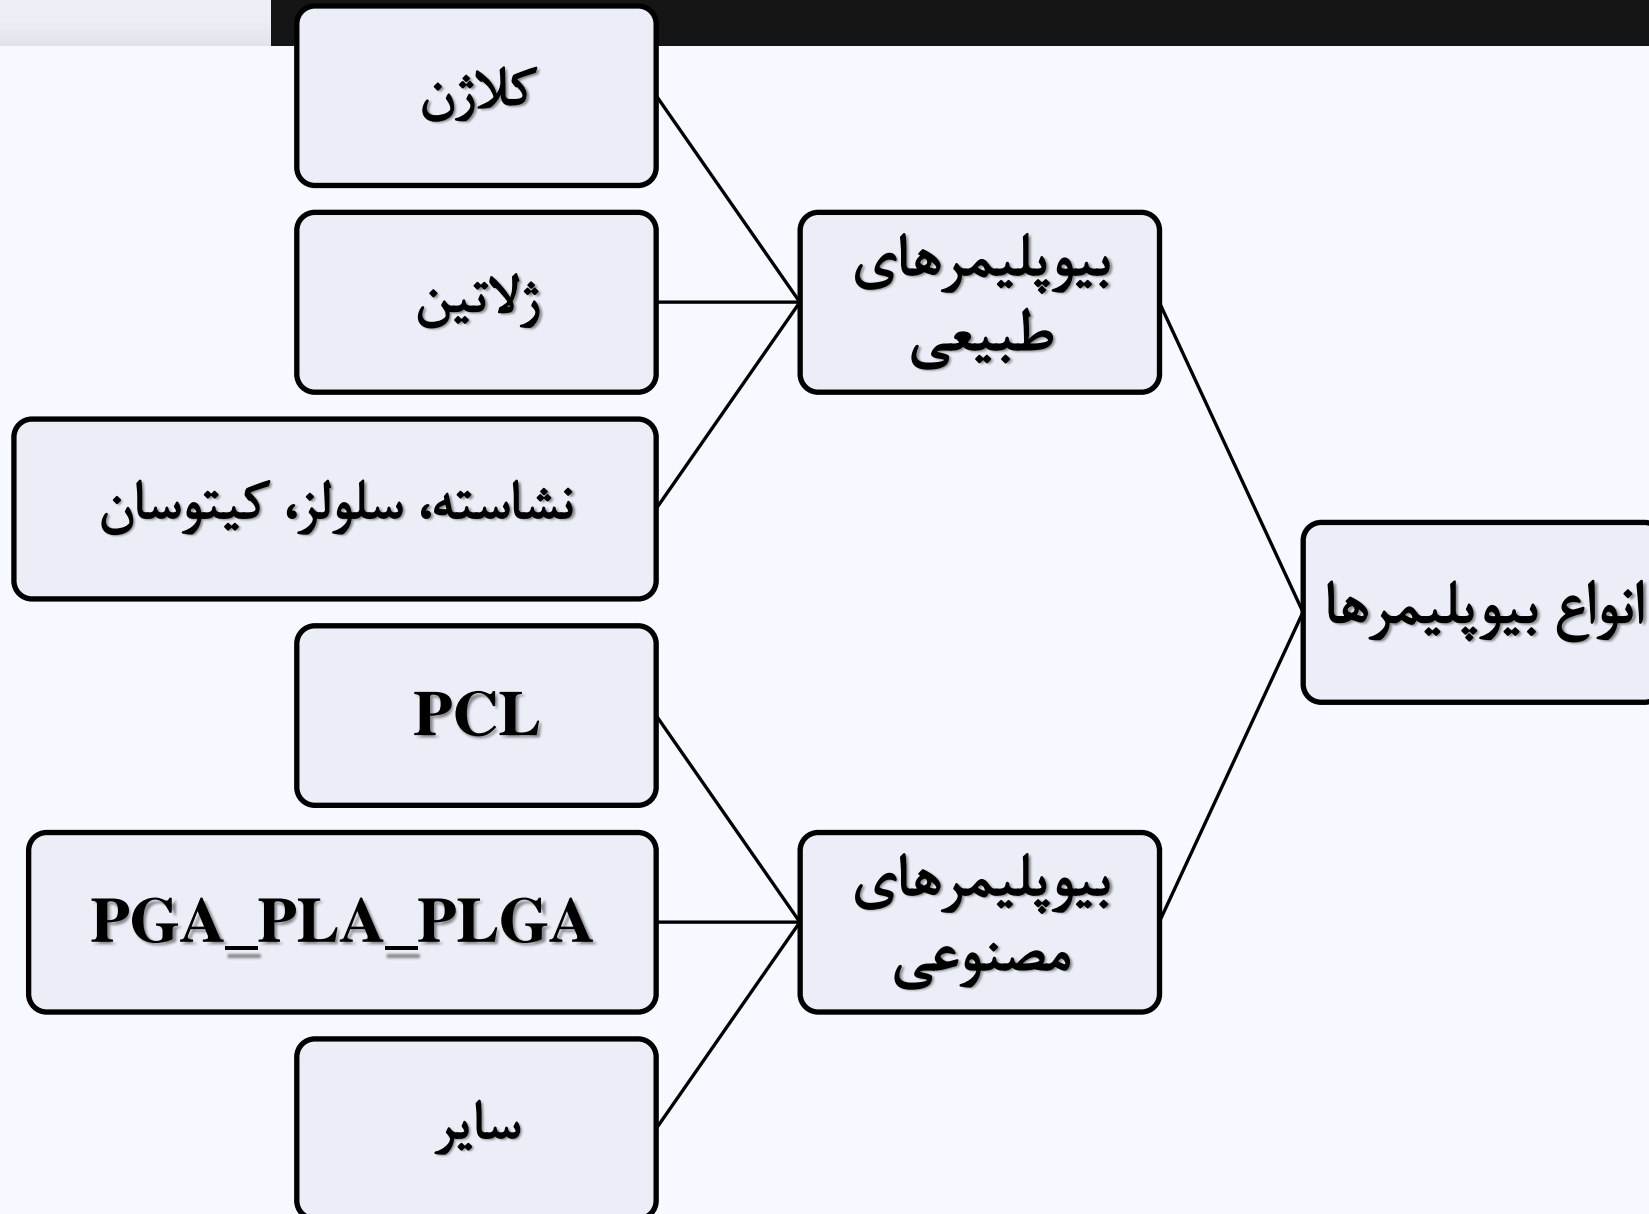 انواع بیوپلیمرها
بیوپلیمرهای
طبیعی
کلاژن
ژلاتین
نشاسته، سلولز، کیتوسان
بیوپلیمرهای
مصنوعی
PCL
PGA_PLA_PLGA
سایر